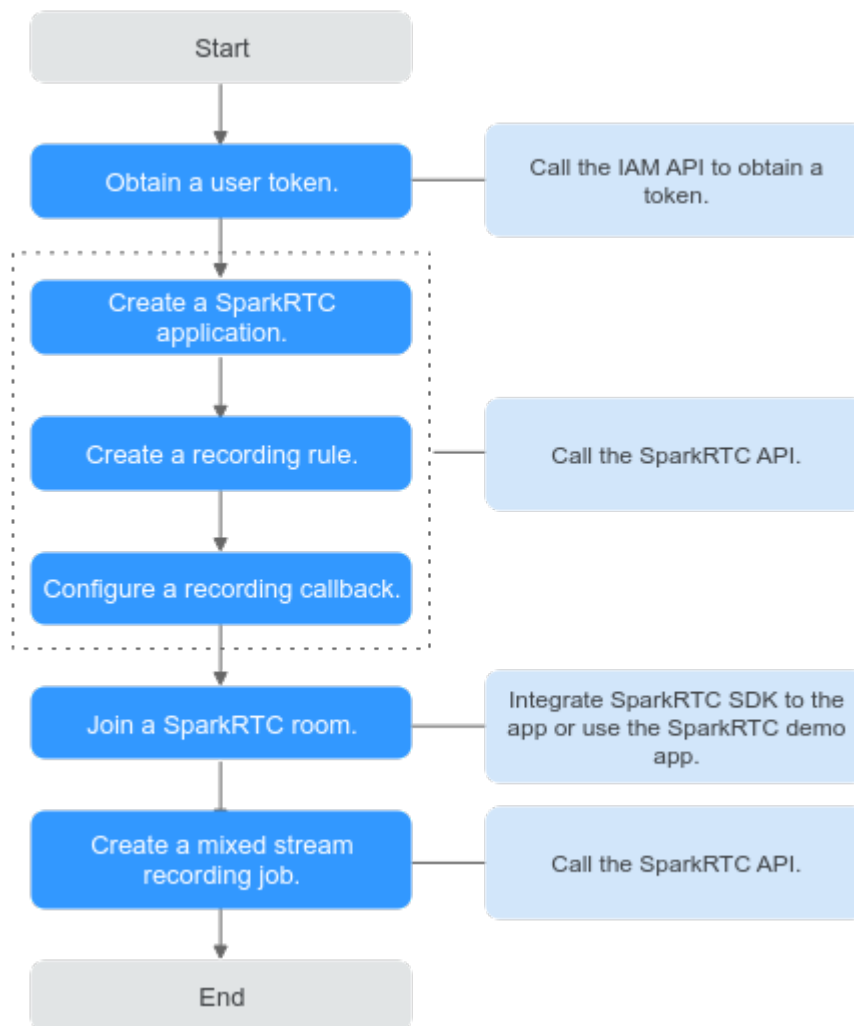 Start
Obtain a user token.
Call the IAM API to obtain a
token.
Create a SparkRTC
application.
Create a recording rule.
Call the SparkRTC API.
Configure a recording callback.
Join a SparkRTC room.
Integrate SparkRTC SDK to the
app or use the SparkRTC demo
app.
Create a mixed stream
recording job.
Call the SparkRTC API.
End